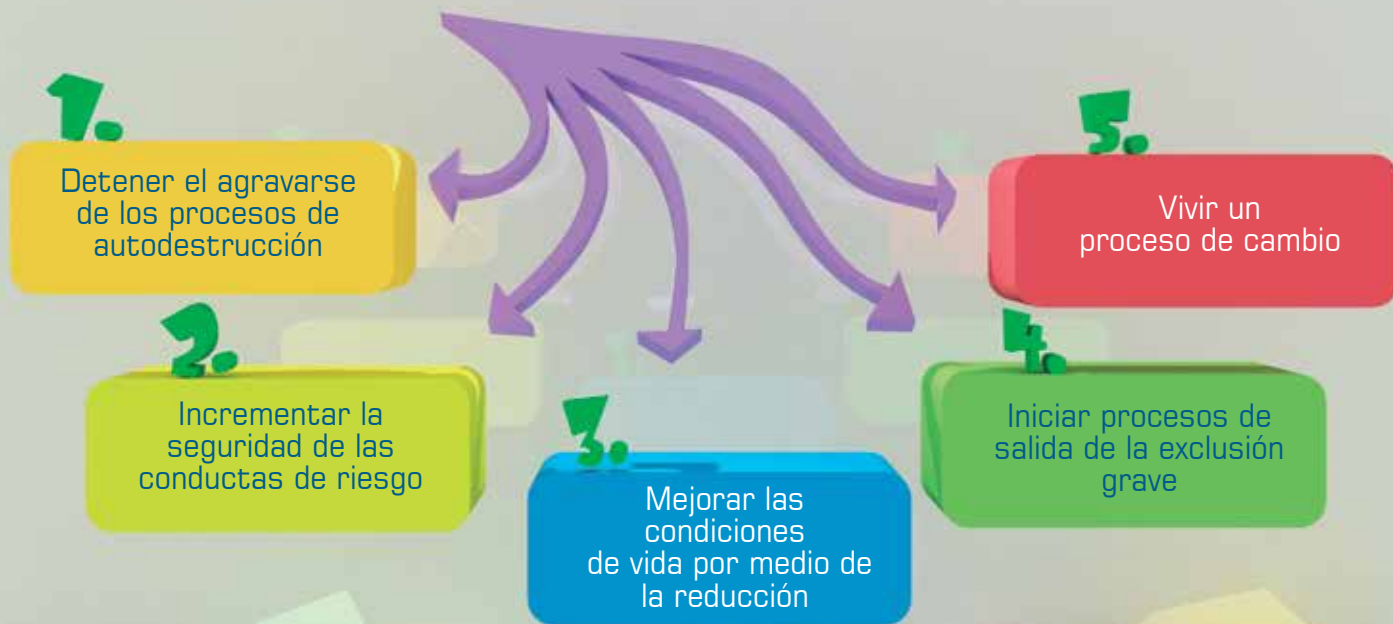 1.
Detener el agravarse
de los procesos de
autodestrucción
2.
Incrementar la
seguridad de las
conductas de riesgo
3.
Mejorar las
condiciones
de vida por medio de
la reducción
4.
Iniciar procesos de
salida de la exclusión
grave
5.
Vivir un
proceso de cambio